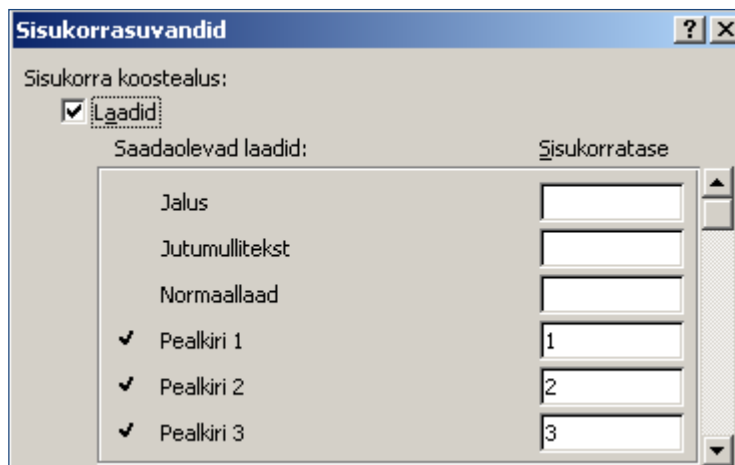 Sisukorrasuvandid
Sisukorra koostealus:
Laadid
Saadaolevad laadid: Sisukorratase
Jalus
Jutumullitekst
Normaallaad
Pealkiri 1 1
Pealkiri 2 2
Pealkiri 3 3